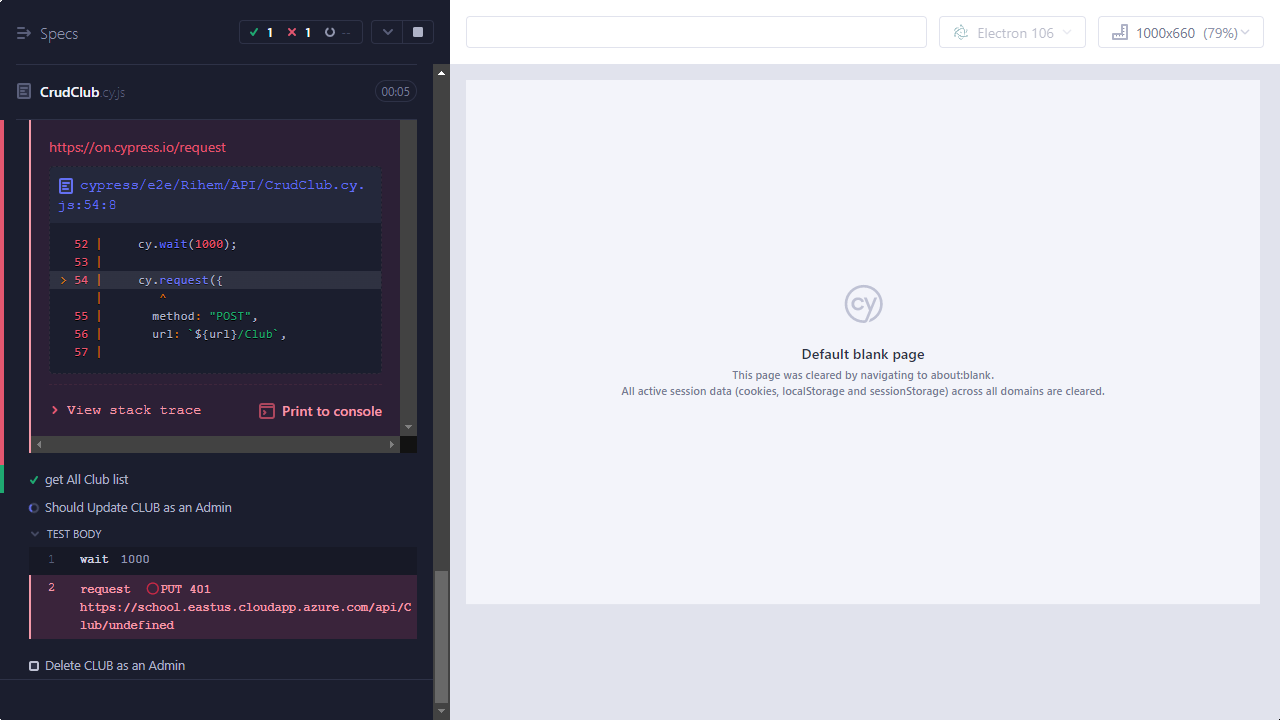 Specs
1
1
--
Electron 106
1000x660 (79%)
CrudClub.cy.js
00:05
https://on.cypress.io/request
cypress/e2e/Rihem/API/CrudClub.cy.
js:54:8
52 | cy.wait(1000);
53 |
> 54 | cy.request({
| ^
55 | method: "POST",
56 | url: `${url}/Club`,
57 |
> View stack trace
Print to console
get All Club list
Should Update CLUB as an Admin
TEST BODY
1 wait 1000
2 request PUT 401
https://school.eastus.cloudapp.azure.com/api/C
lub/undefined
Delete CLUB as an Admin
cy
Default blank page
This page was cleared by navigating to about:blank.
All active session data (cookies, localStorage and sessionStorage) across all domains are cleared.